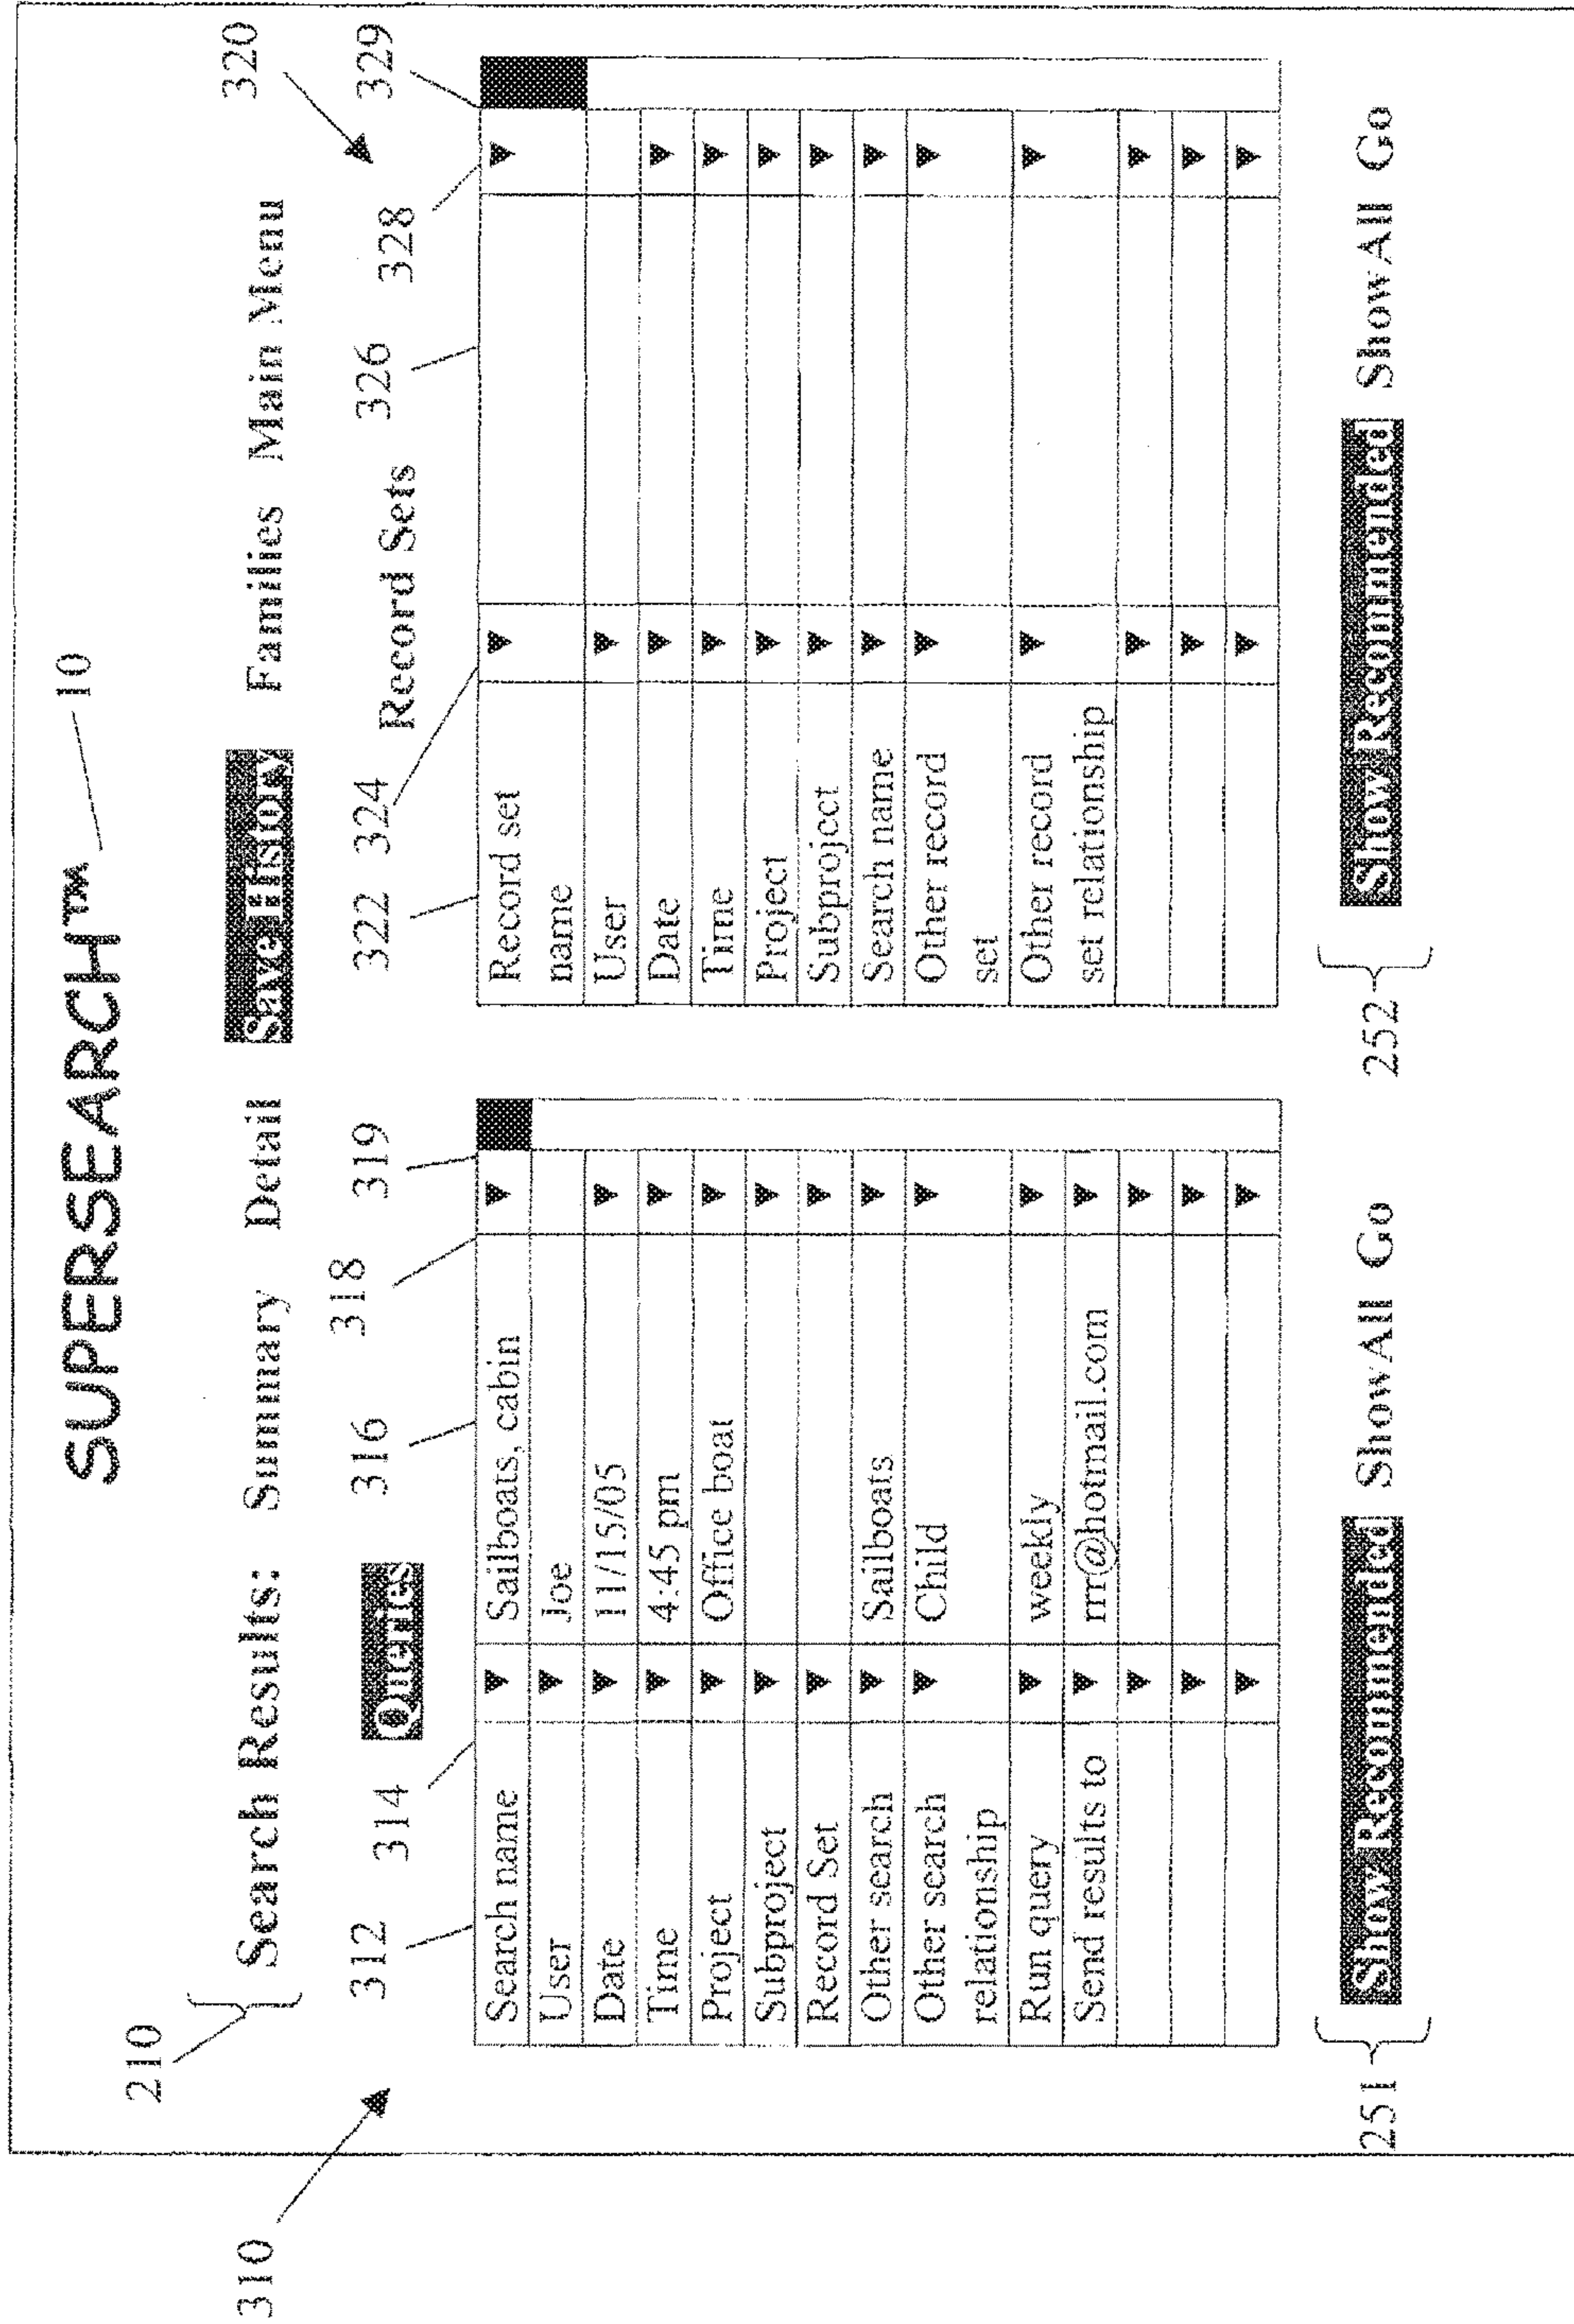 SUPERSEARCH™ 10
210
Search Results: Summary Detail Save History Families Main Menu
310
320
312 314 Queries 316 318 319
322 324 Record Sets 326 328 329
Search name Sailboats, cabin
User Joe
Date 11/15/05
Time 4:45 pm
Project Office boat
Subproject
Record Set
Other search Sailboats
Other search Child
relationship
Run query weekly
Send results to rrr@hotmail.com
Record set
name
User
Date
Time
Project
Subproject
Search name
Other record
set
Other record
set relationship
251 Show Recommended Show All Go
252 Show Recommended Show All Go